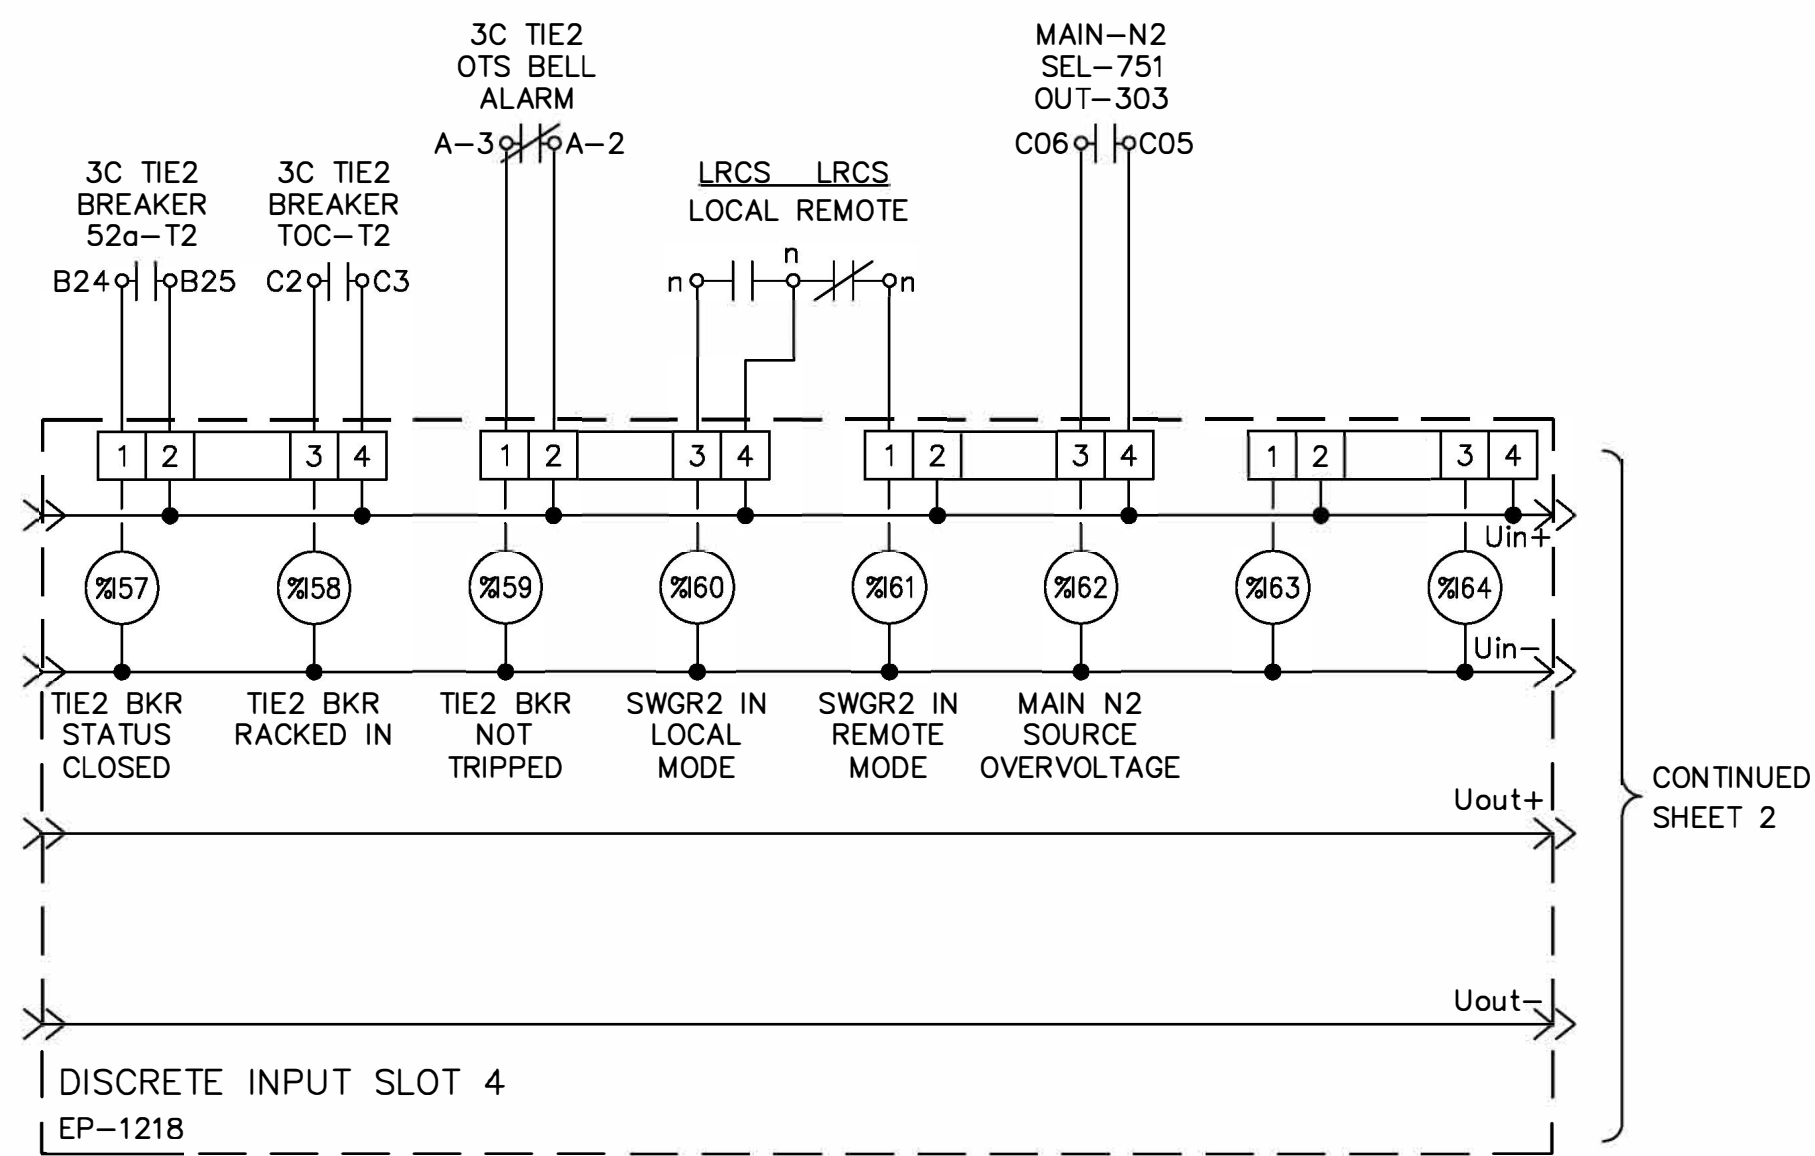 3C TIE2
OTS BELL
ALARM
A-3 A-2
MAIN-N2
SEL-751
OUT-303
C06 C05
3C TIE2
BREAKER
52a-T2
B24 B25
3C TIE2
BREAKER
TOC-T2
C2 C3
LRCS LRCS
LOCAL REMOTE
n n n
1 2 3 4 1 2 3 4 1 2 3 4 1 2 3 4
Uin+
%I57 %I58 %I59 %I60 %I61 %I62 %I63 %I64
Uin-
TIE2 BKR
STATUS
CLOSED
TIE2 BKR
RACKED IN
TIE2 BKR
NOT
TRIPPED
SWGR2 IN
LOCAL
MODE
SWGR2 IN
REMOTE
MODE
MAIN N2
SOURCE
OVERVOLTAGE
CONTINUED
SHEET 2
Uout+
Uout-
DISCRETE INPUT SLOT 4
EP-1218